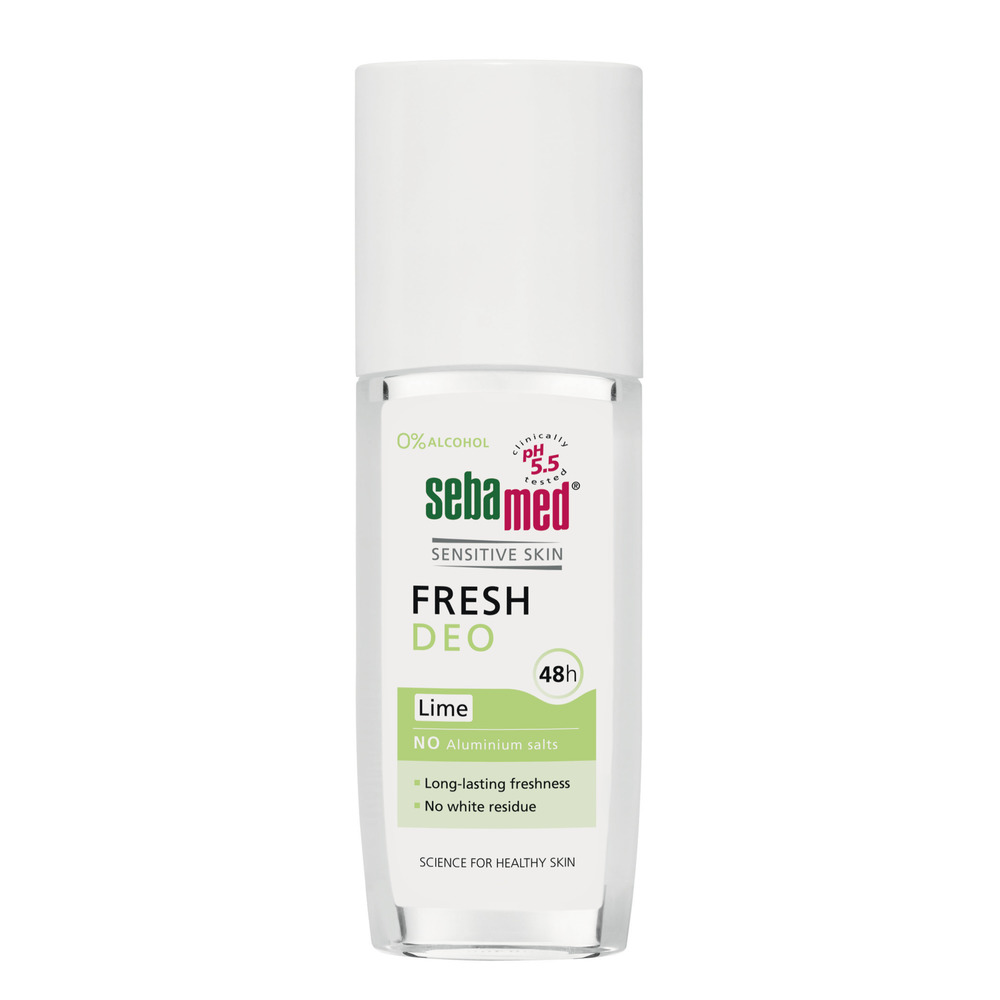 0% ALCOHOL
clinically
pH
5.5
tested
sebamed®
SENSITIVE SKIN
FRESH
DEO
48h
Lime
NO Aluminium salts
Long-lasting freshness
No white residue
SCIENCE FOR HEALTHY SKIN